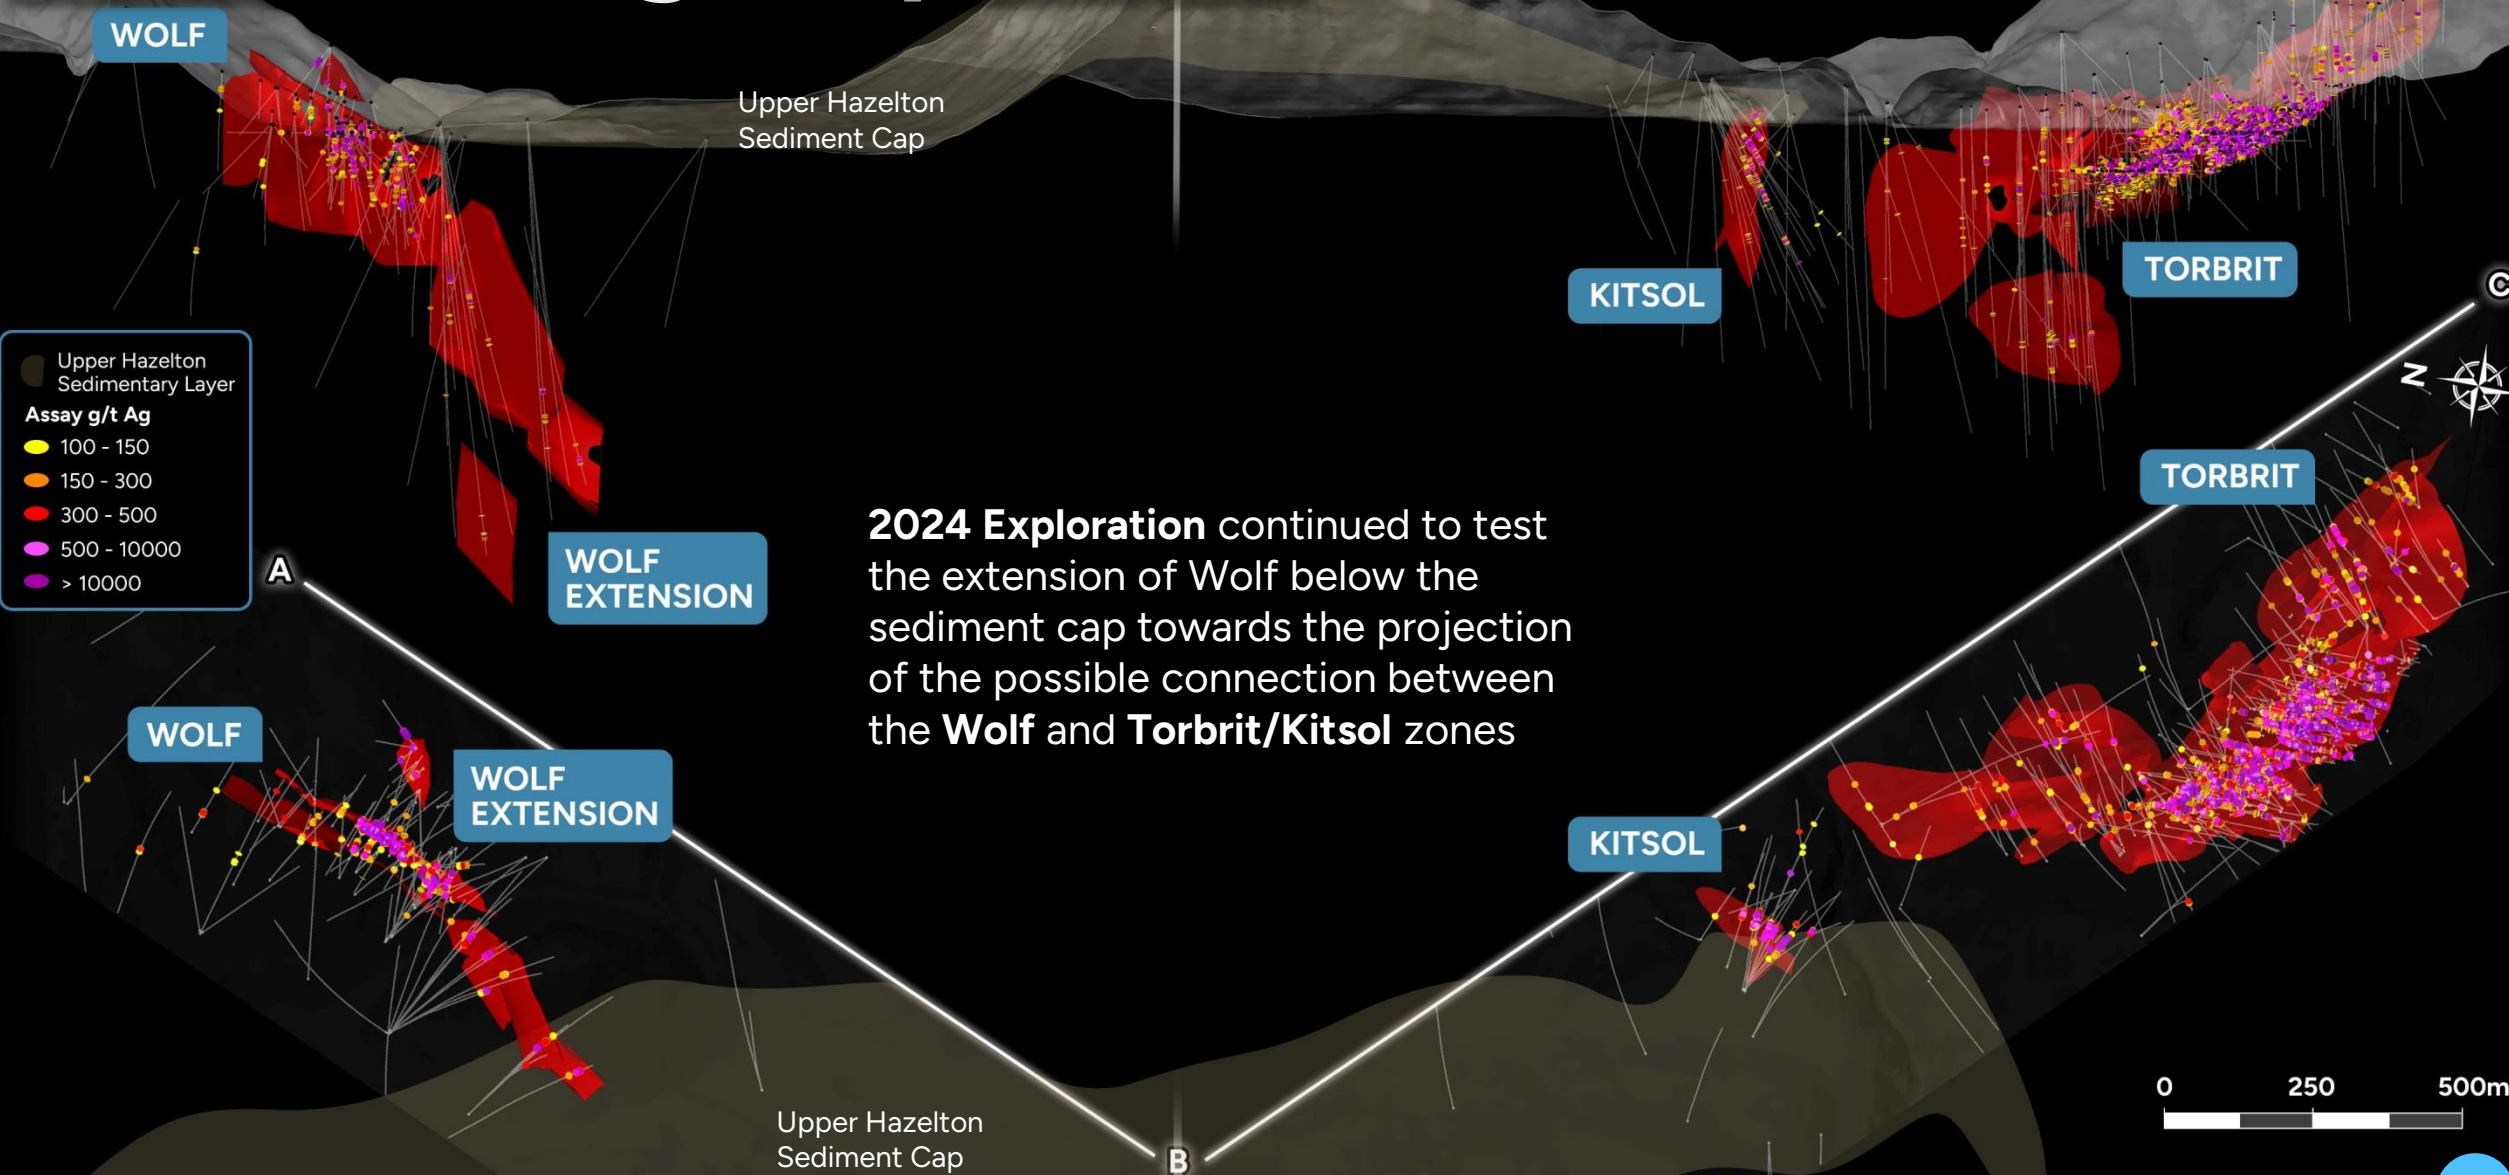 WOLF
Upper Hazelton
Sediment Cap
KITSOL
TORBRIT
C
N
Upper Hazelton
Sedimentary Layer
Assay g/t Ag
100 - 150
150 - 300
300 - 500
500 - 10000
> 10000
A
WOLF
EXTENSION
2024 Exploration continued to test
the extension of Wolf below the
sediment cap towards the projection
of the possible connection between
the Wolf and Torbrit/Kitsol zones
TORBRIT
WOLF
WOLF
EXTENSION
KITSOL
0 250 500m
Upper Hazelton
Sediment Cap
B